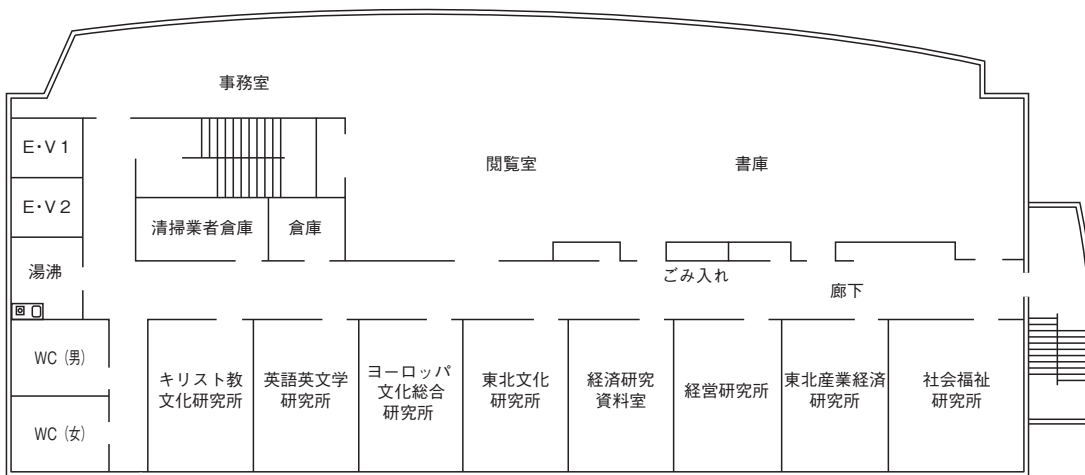 事務室
E・V1
閲覧室
書庫
E・V2
清掃業者倉庫
倉庫
湯沸
ごみ入れ
廊下
WC（男）
キリスト教
文化研究所
英語英文学
研究所
ヨーロッパ
文化総合
研究所
東北文化
研究所
経済研究
資料室
経営研究所
東北産業経済
研究所
社会福祉
研究所
WC（女）